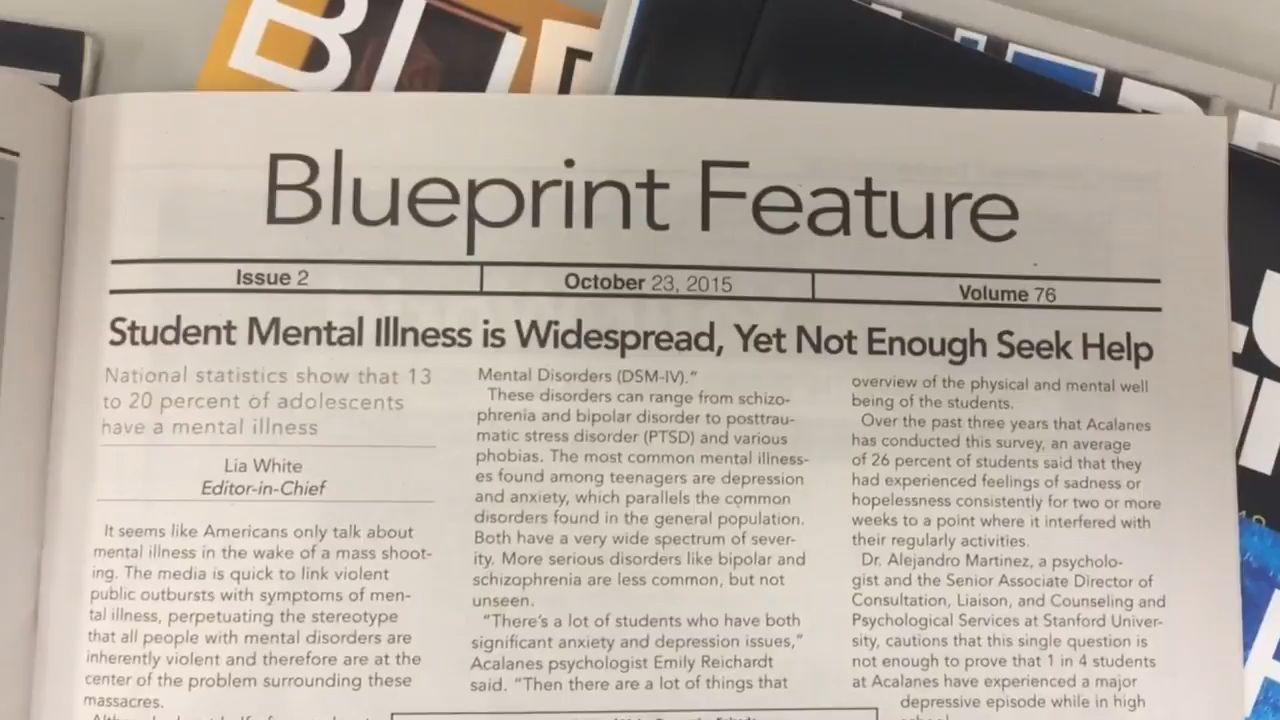 Blueprint Feature
Issue 2
October 23, 2015
Volume 76
Student Mental Illness is Widespread, Yet Not Enough Seek Help
National statistics show that 13
to 20 percent of adolescents
have a mental illness
Lia White
Editor-in-Chief
It seems like Americans only talk about
mental illness in the wake of a mass shoot-
ing. The media is quick to link violent
public outbursts with symptoms of men-
tal illness, perpetuating the stereotype
that all people with mental disorders are
inherently violent and therefore are at the
center of the problem surrounding these
massacres.
Mental Disorders (DSM-IV)."
These disorders can range from schizo-
phrenia and bipolar disorder to posttrau-
matic stress disorder (PTSD) and various
phobias. The most common mental illness-
es found among teenagers are depression
and anxiety, which parallels the common
disorders found in the general population.
Both have a very wide spectrum of sever-
ity. More serious disorders like bipolar and
schizophrenia are less common, but not
unseen.
"There's a lot of students who have both
significant anxiety and depression issues,"
Acalanes psychologist Emily Reichardt
said. "Then there are a lot of things that
overview of the physical and mental well
being of the students.
Over the past three years that Acalanes
has conducted this survey, an average
of 26 percent of students said that they
had experienced feelings of sadness or
hopelessness consistently for two or more
weeks to a point where it interfered with
their regularly activities.
Dr. Alejandro Martinez, a psycholo-
gist and the Senior Associate Director of
Consultation, Liaison, and Counseling and
Psychological Services at Stanford Univer-
sity, cautions that this single question is
not enough to prove that 1 in 4 students
at Acalanes have experienced a major
depressive episode while in high